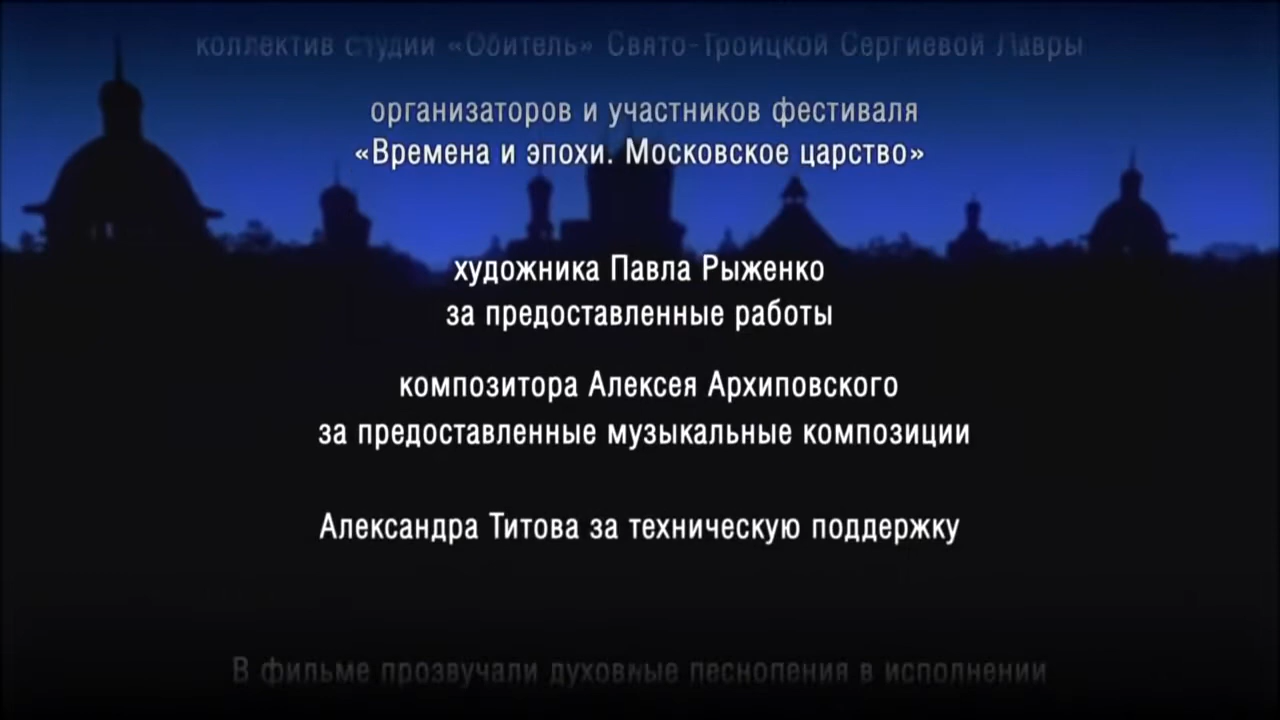 коллектив студии «Обитель» Свято-Троицкой Сергиевой Лавры
организаторов и участников фестиваля
«Времена и эпохи. Московское царство»
художника Павла Рыженко
за предоставленные работы
композитора Алексея Архиповского
за предоставленные музыкальные композиции
Александра Титова за техническую поддержку
В фильме прозвучали духовные песнопения в исполнении